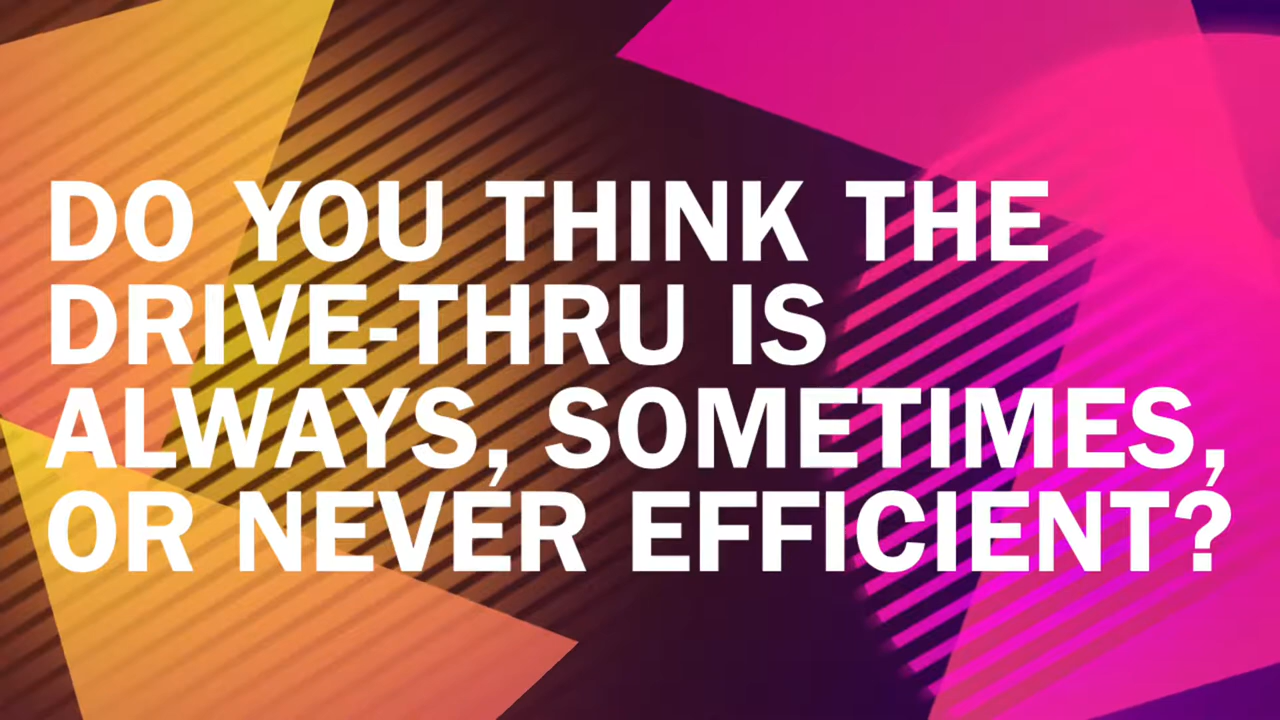 DO YOU THINK THE
DRIVE-THRU IS
ALWAYS, SOMETIMES,
OR NEVER EFFICIENT?